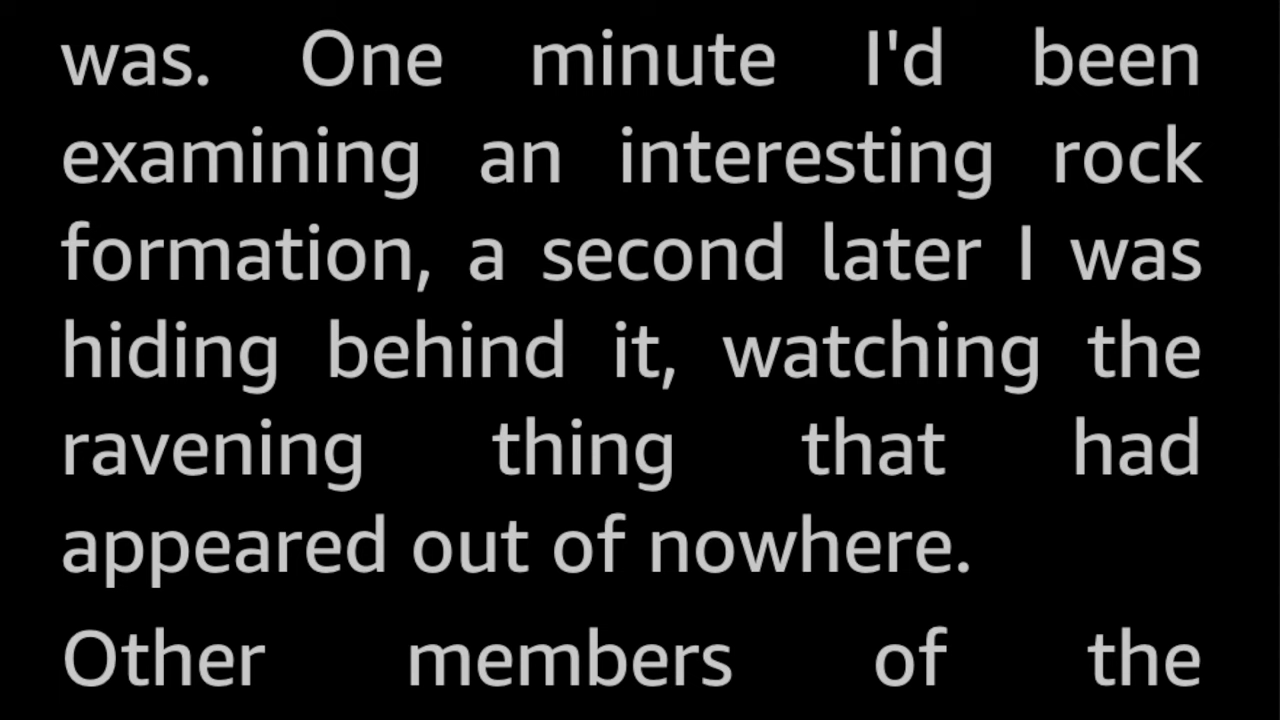 was. One minute I'd been
examining an interesting rock
formation, a second later I was
hiding behind it, watching the
ravening thing that had
appeared out of nowhere.
Other members of the